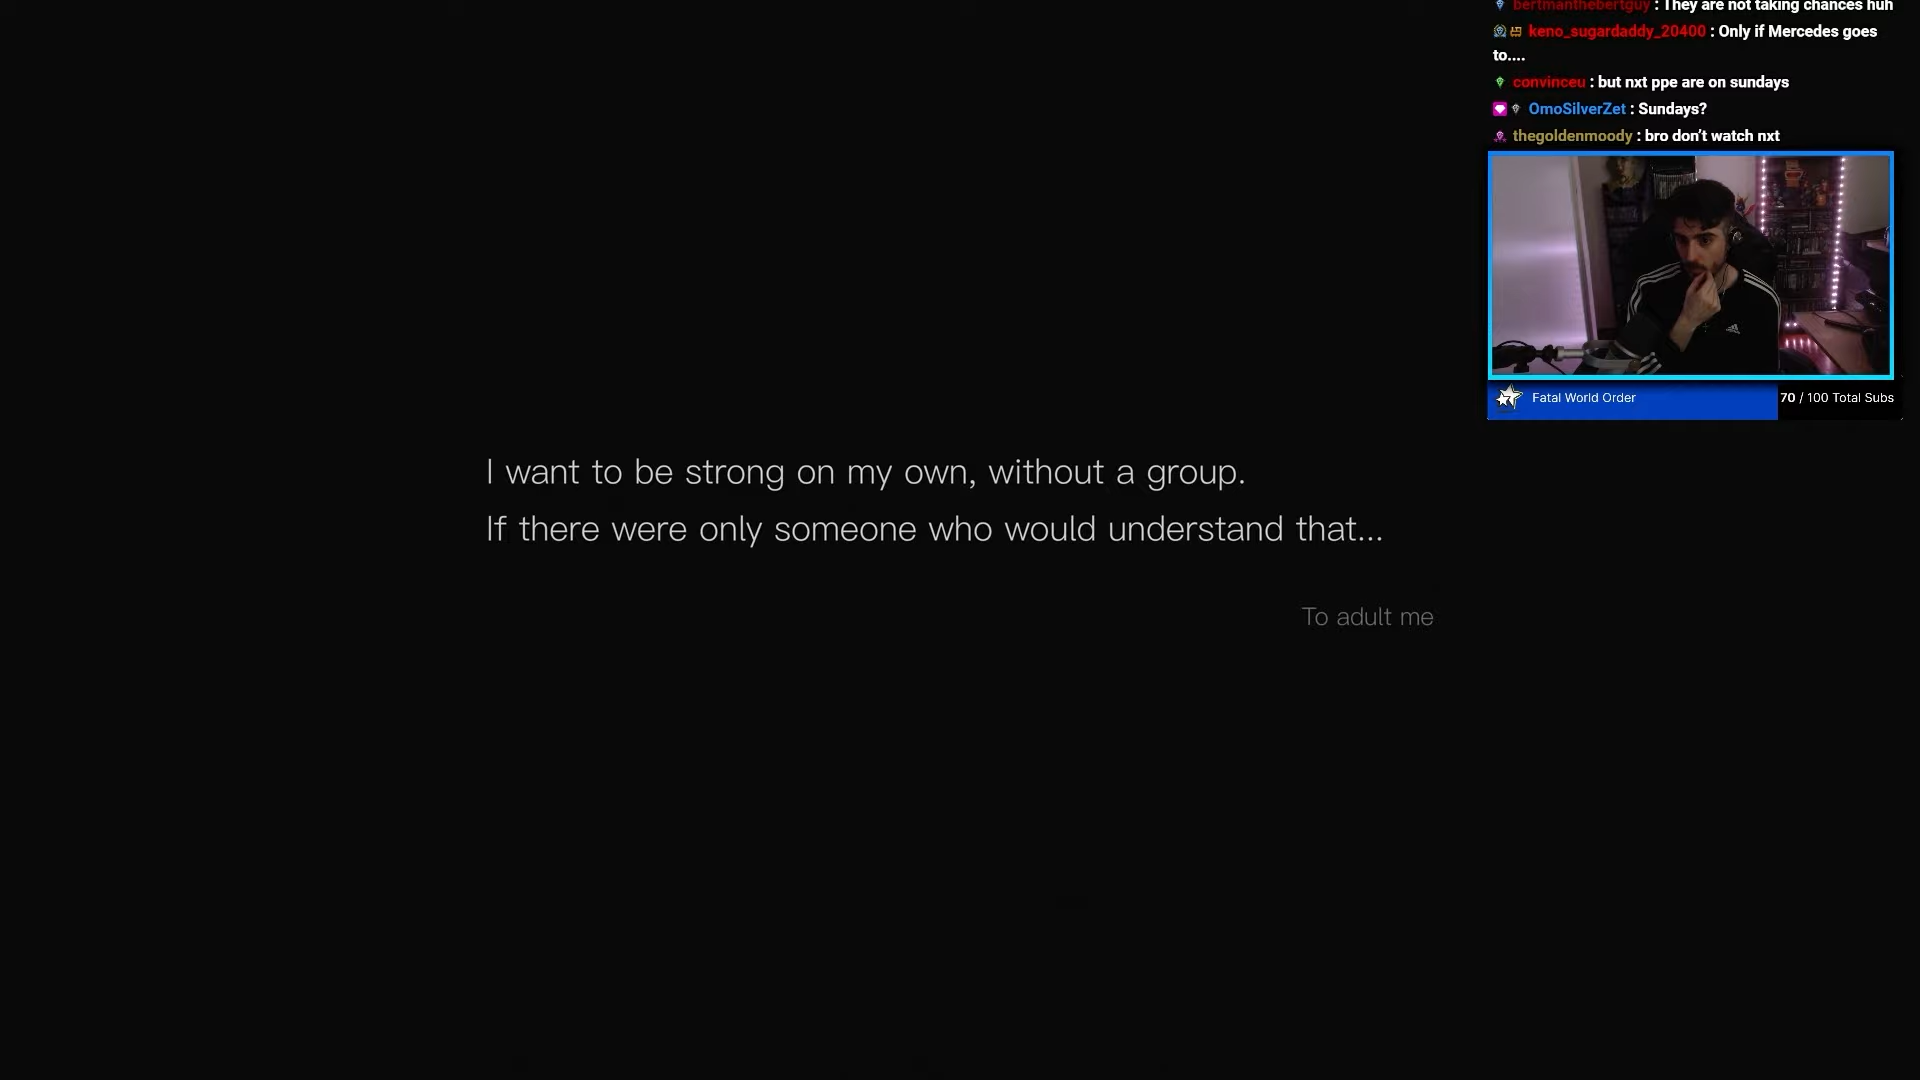 bertmanthebertguy : They are not taking chances huh
keno_sugardaddy_20400 : Only if Mercedes goes
to....
convinceu : but nxt ppe are on sundays
OmoSilverZet : Sundays?
thegoldenmoody : bro don't watch nxt
Fatal World Order
70 / 100 Total Subs
I want to be strong on my own, without a group.
If there were only someone who would understand that...
To adult me